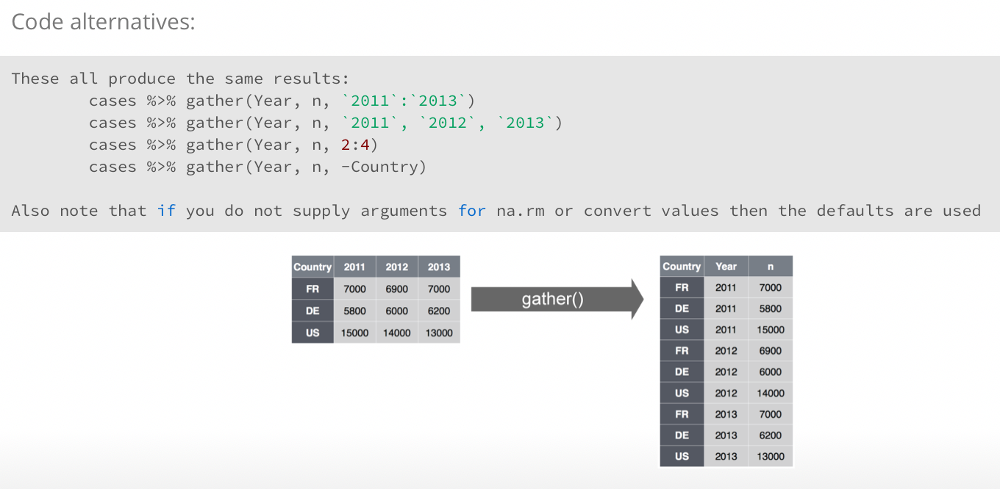 Code alternatives:
These all produce the same results:
cases %>% gather(Year, n, `2011`:`2013`)
cases %>% gather(Year, n, `2011`, `2012`, `2013`)
cases %>% gather(Year, n, 2:4)
cases %>% gather(Year, n, -Country)
Also note that if you do not supply arguments for na.rm or convert values then the defaults are used
Country 2011 2012 2013
FR 7000 6900 7000
DE 5800 6000 6200
US 15000 14000 13000
gather()
Country Year n
FR 2011 7000
DE 2011 5800
US 2011 15000
FR 2012 6900
DE 2012 6000
US 2012 14000
FR 2013 7000
DE 2013 6200
US 2013 13000